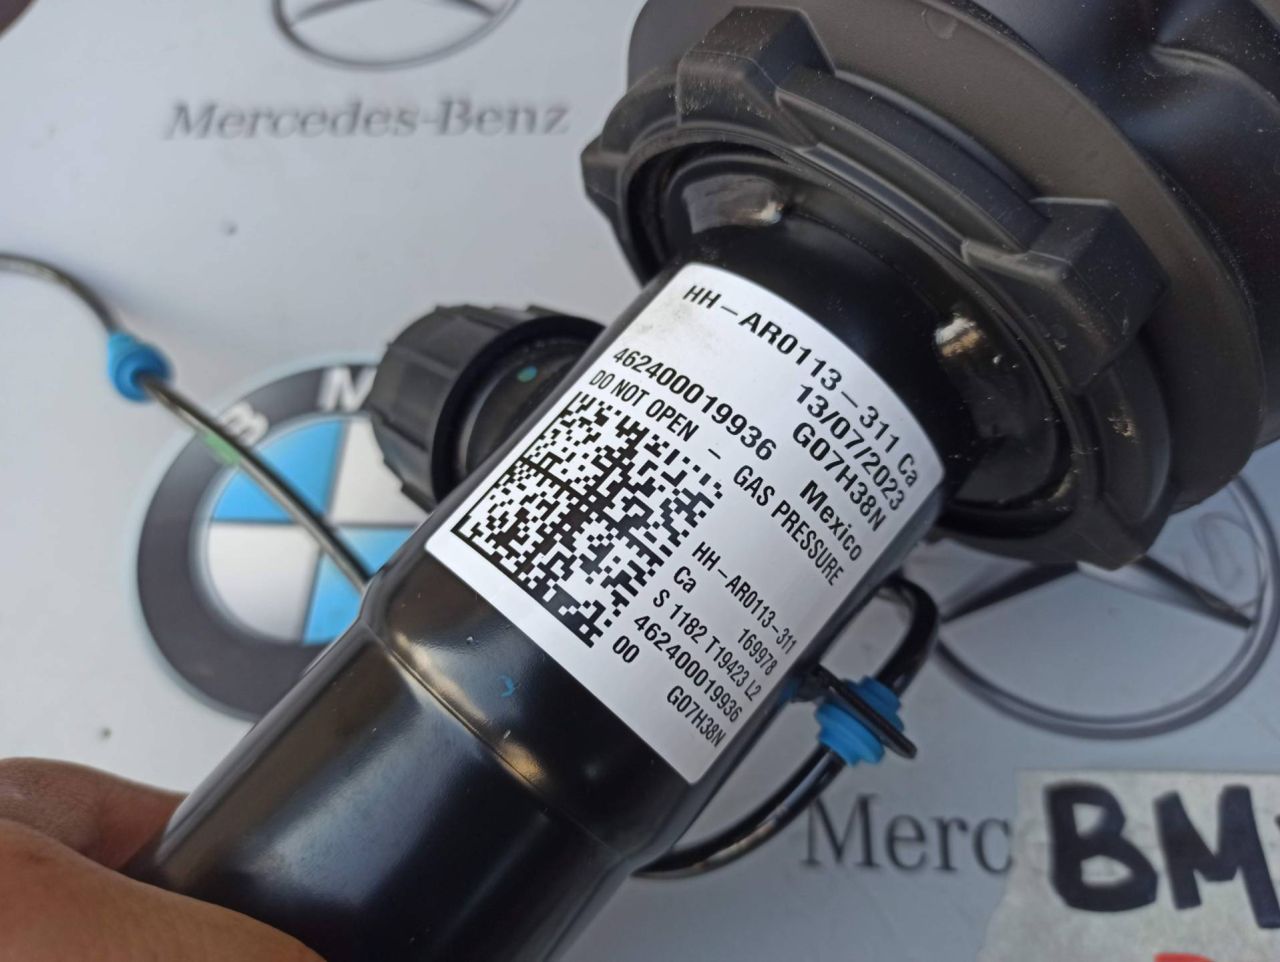 Mercedes-Benz
HH-AR0113-311 Ca
13/07/2023
G07H38N
462400019936 Mexico
DO NOT OPEN - GAS PRESSURE
HH-AR0113-311
Ca 169978
S 1182 T19423 L2
462400019936
00 G07H38N
Merc
BM